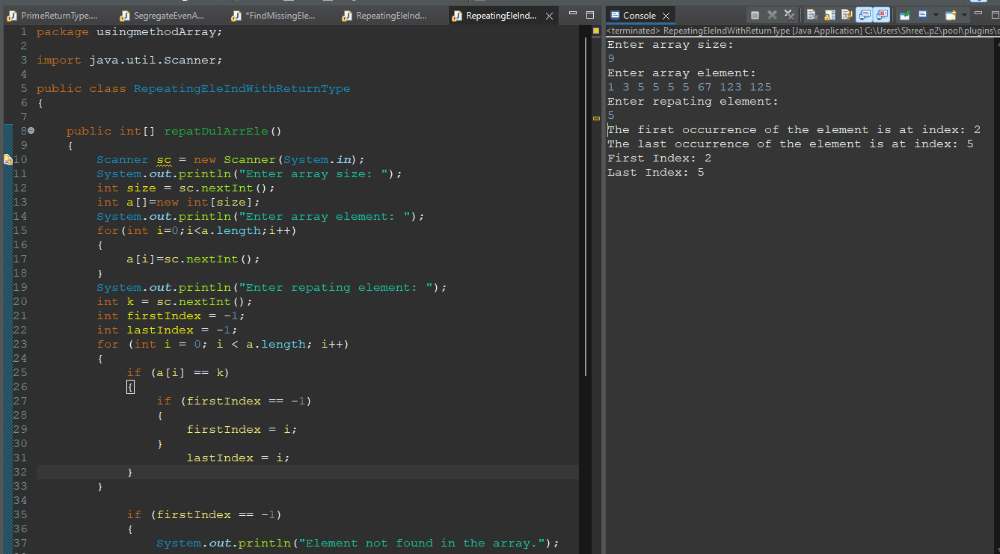 PrimeReturnType....
SegregateEvenA...
*FindMissingEle...
RepeatingEleInd...
RepeatingEleInd...
1 package usingmethodArray;
2
3 import java.util.Scanner;
4
5 public class RepeatingEleIndWithReturnType
6 {
7
8 public int[] repatDulArrEle()
9 {
10 Scanner sc = new Scanner(System.in);
11 System.out.println("Enter array size: ");
12 int size = sc.nextInt();
13 int a[]=new int[size];
14 System.out.println("Enter array element: ");
15 for(int i=0;i<a.length;i++)
16 {
17 a[i]=sc.nextInt();
18 }
19 System.out.println("Enter repating element: ");
20 int k = sc.nextInt();
21 int firstIndex = -1;
22 int lastIndex = -1;
23 for (int i = 0; i < a.length; i++)
24 {
25 if (a[i] == k)
26 {
27 if (firstIndex == -1)
28 {
29 firstIndex = i;
30 }
31 lastIndex = i;
32 }
33 }
34
35 if (firstIndex == -1)
36 {
37 System.out.println("Element not found in the array.");
Console
<terminated> RepeatingEleIndWithReturnType [Java Application] C:\Users\Shree\.p2\pool\plugins\
Enter array size:
9
Enter array element:
1 3 5 5 5 5 67 123 125
Enter repating element:
5
The first occurrence of the element is at index: 2
The last occurrence of the element is at index: 5
First Index: 2
Last Index: 5